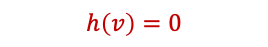 h(v) = 0